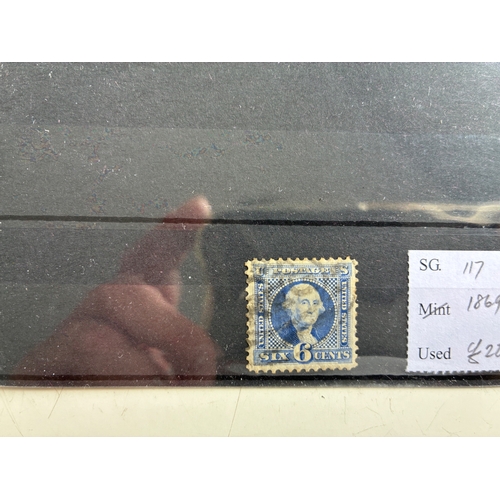 U.S. POSTAGE
UNITED STATES
UNITED STATES
SIX 6 CENTS
SG. 117
Mint 1869
Used